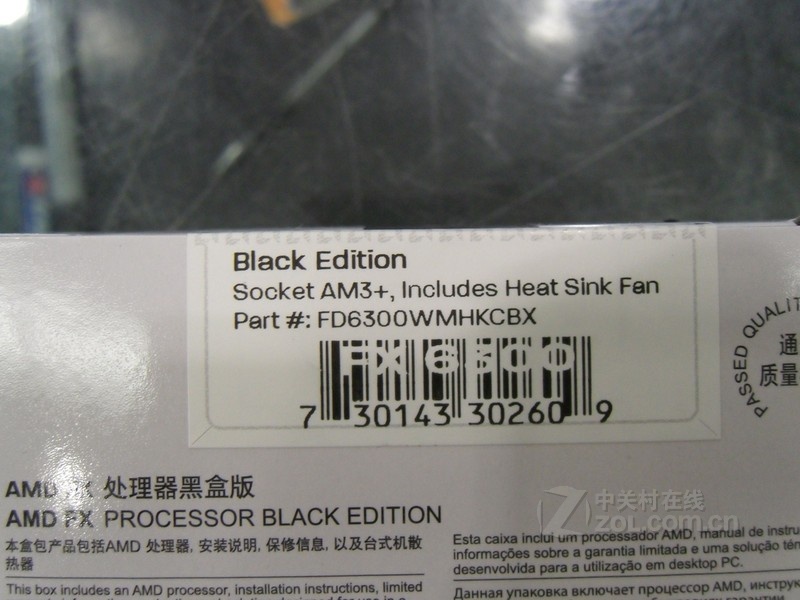 Black Edition
Socket AM3+, Includes Heat Sink Fan
Part #: FD6300WMHKCBX
FX 6300
7 30143 30260 9
PASSED QUALIT
通
质量
AMD FX 处理器黑盒版
AMD FX PROCESSOR BLACK EDITION
本盒包产品包括AMD 处理器, 安装说明, 保修信息, 以及台式机散
热器
This box includes an AMD processor, installation instructions, limited
Esta caixa inclui um processador AMD, manual de instru
informações sobre a garantia limitada e uma solução tér
desenvolvida para a utilização em desktop PC.
Данная упаковка включает процессор AMD, инструк
中关村在线
zol.com.cn